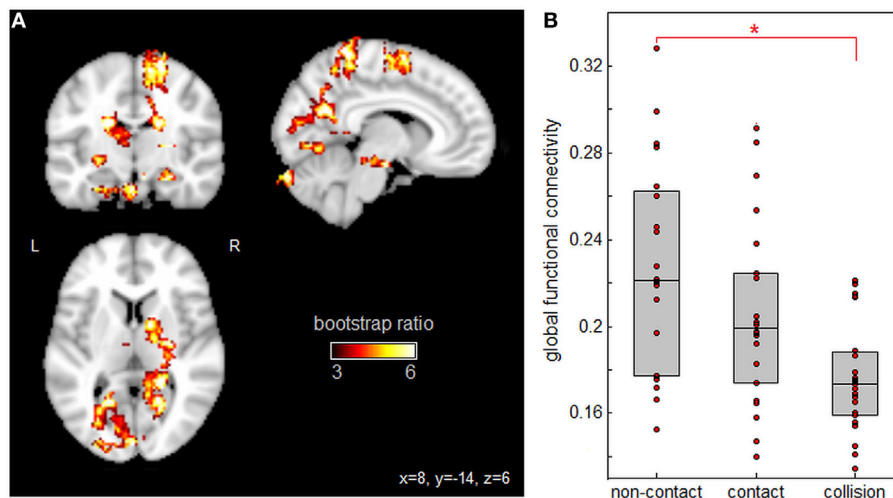 A
L
R
bootstrap ratio
3 6
x=8, y=-14, z=6
B
*
global functional connectivity
0.32
0.28
0.24
0.2
0.16
non-contact contact collision